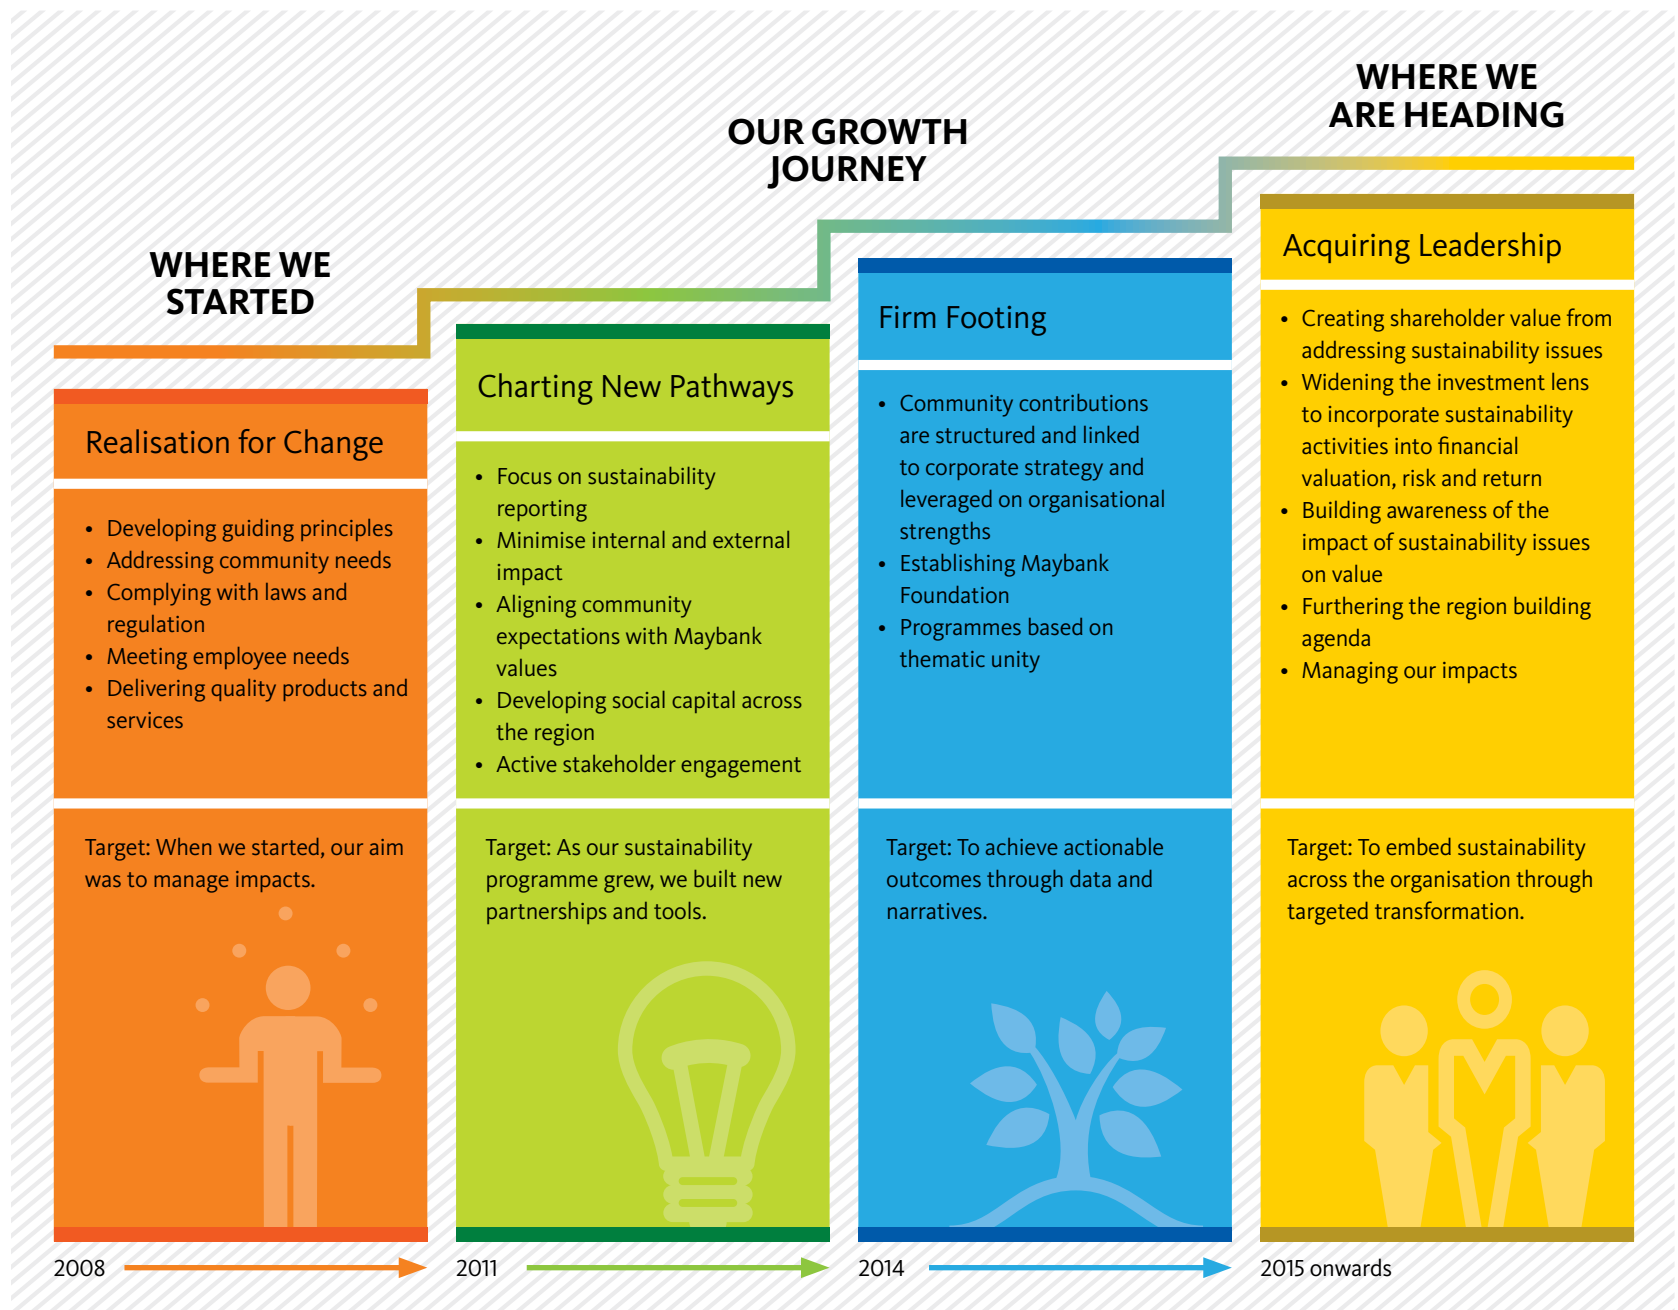 WHERE WE
STARTED
OUR GROWTH
JOURNEY
WHERE WE
ARE HEADING
Realisation for Change
• Developing guiding principles
• Addressing community needs
• Complying with laws and
regulation
• Meeting employee needs
• Delivering quality products and
services
Target: When we started, our aim
was to manage impacts.
2008
Charting New Pathways
• Focus on sustainability
reporting
• Minimise internal and external
impact
• Aligning community
expectations with Maybank
values
• Developing social capital across
the region
• Active stakeholder engagement
Target: As our sustainability
programme grew, we built new
partnerships and tools.
2011
Firm Footing
• Community contributions
are structured and linked
to corporate strategy and
leveraged on organisational
strengths
• Establishing Maybank
Foundation
• Programmes based on
thematic unity
Target: To achieve actionable
outcomes through data and
narratives.
2014
Acquiring Leadership
• Creating shareholder value from
addressing sustainability issues
• Widening the investment lens
to incorporate sustainability
activities into financial
valuation, risk and return
• Building awareness of the
impact of sustainability issues
on value
• Furthering the region building
agenda
• Managing our impacts
Target: To embed sustainability
across the organisation through
targeted transformation.
2015 onwards